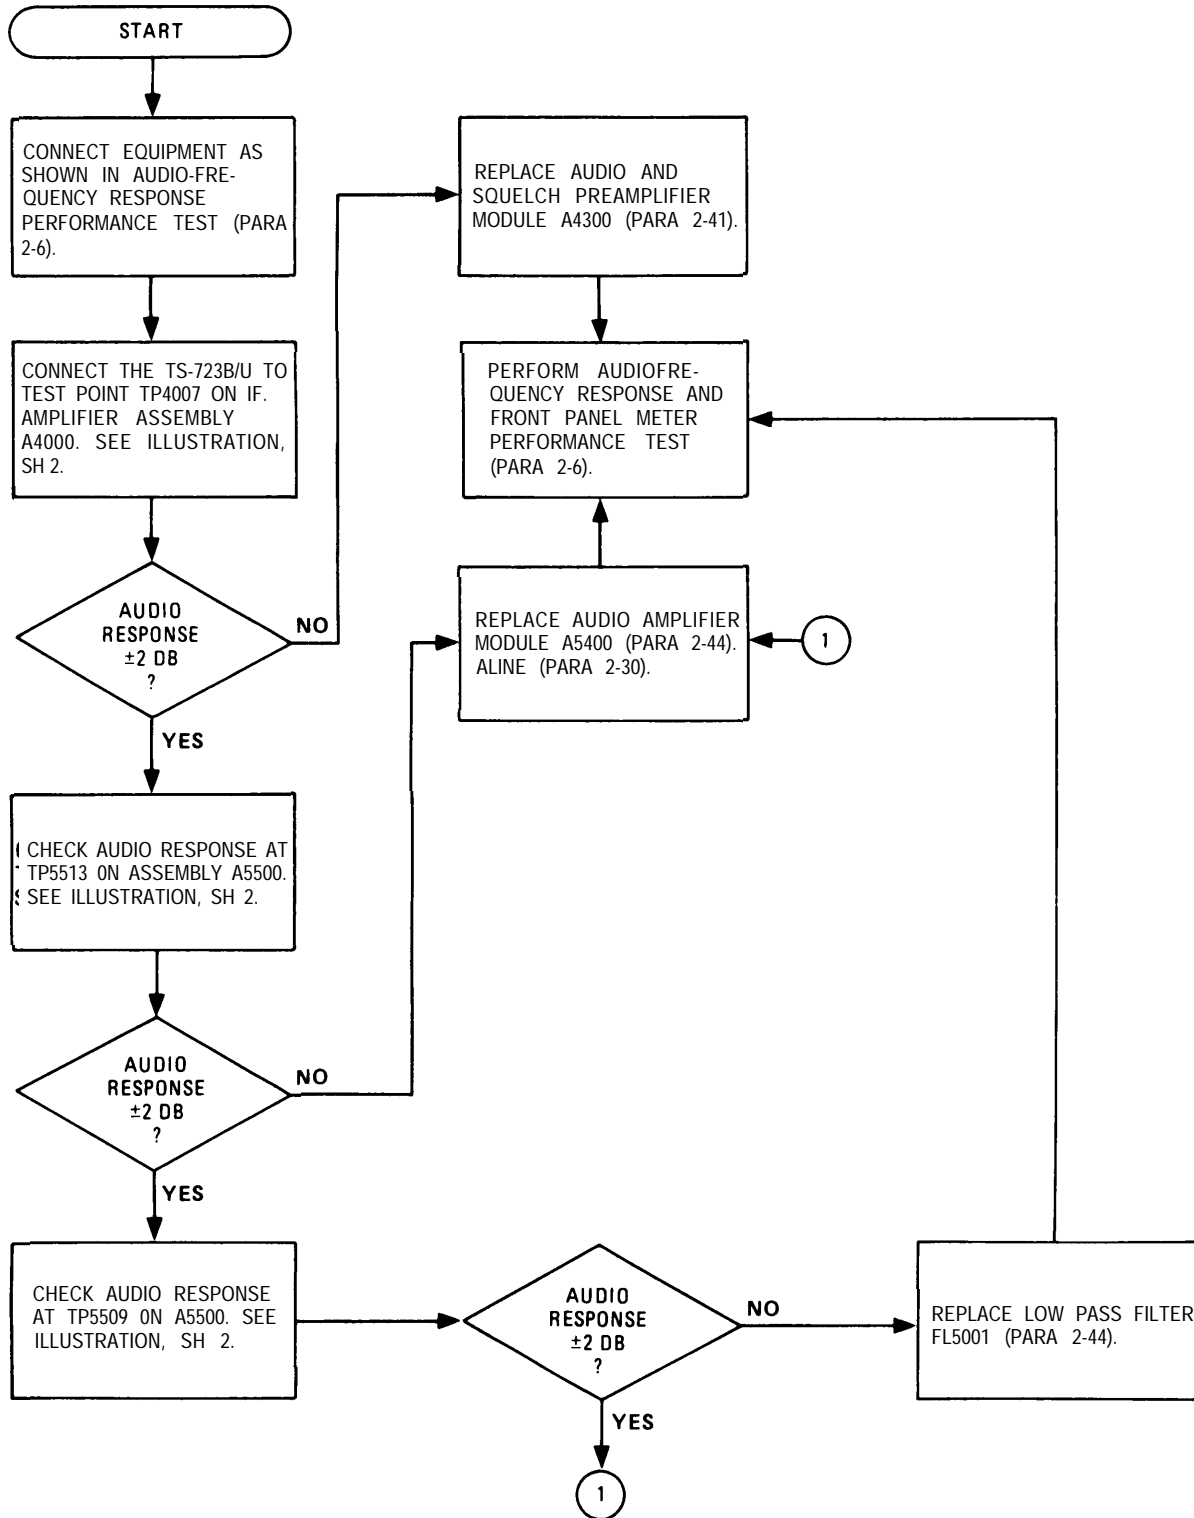 START
CONNECT EQUIPMENT AS
SHOWN IN AUDIO-FRE-
QUENCY RESPONSE
PERFORMANCE TEST (PARA
2-6).
REPLACE AUDIO AND
SQUELCH PREAMPLIFIER
MODULE A4300 (PARA 2-41).
CONNECT THE TS-723B/U TO
TEST POINT TP4007 ON IF.
AMPLIFIER ASSEMBLY
A4000. SEE ILLUSTRATION,
SH 2.
PERFORM AUDIOFRE-
QUENCY RESPONSE AND
FRONT PANEL METER
PERFORMANCE TEST
(PARA 2-6).
AUDIO
RESPONSE
±2 DB
?
NO
YES
REPLACE AUDIO AMPLIFIER
MODULE A5400 (PARA 2-44).
ALINE (PARA 2-30).
1
CHECK AUDIO RESPONSE AT
TP5513 0N ASSEMBLY A5500.
SEE ILLUSTRATION, SH 2.
AUDIO
RESPONSE
±2 DB
?
NO
YES
CHECK AUDIO RESPONSE
AT TP5509 0N A5500. SEE
ILLUSTRATION, SH 2.
AUDIO
RESPONSE
±2 DB
?
NO
YES
REPLACE LOW PASS FILTER
FL5001 (PARA 2-44).
1